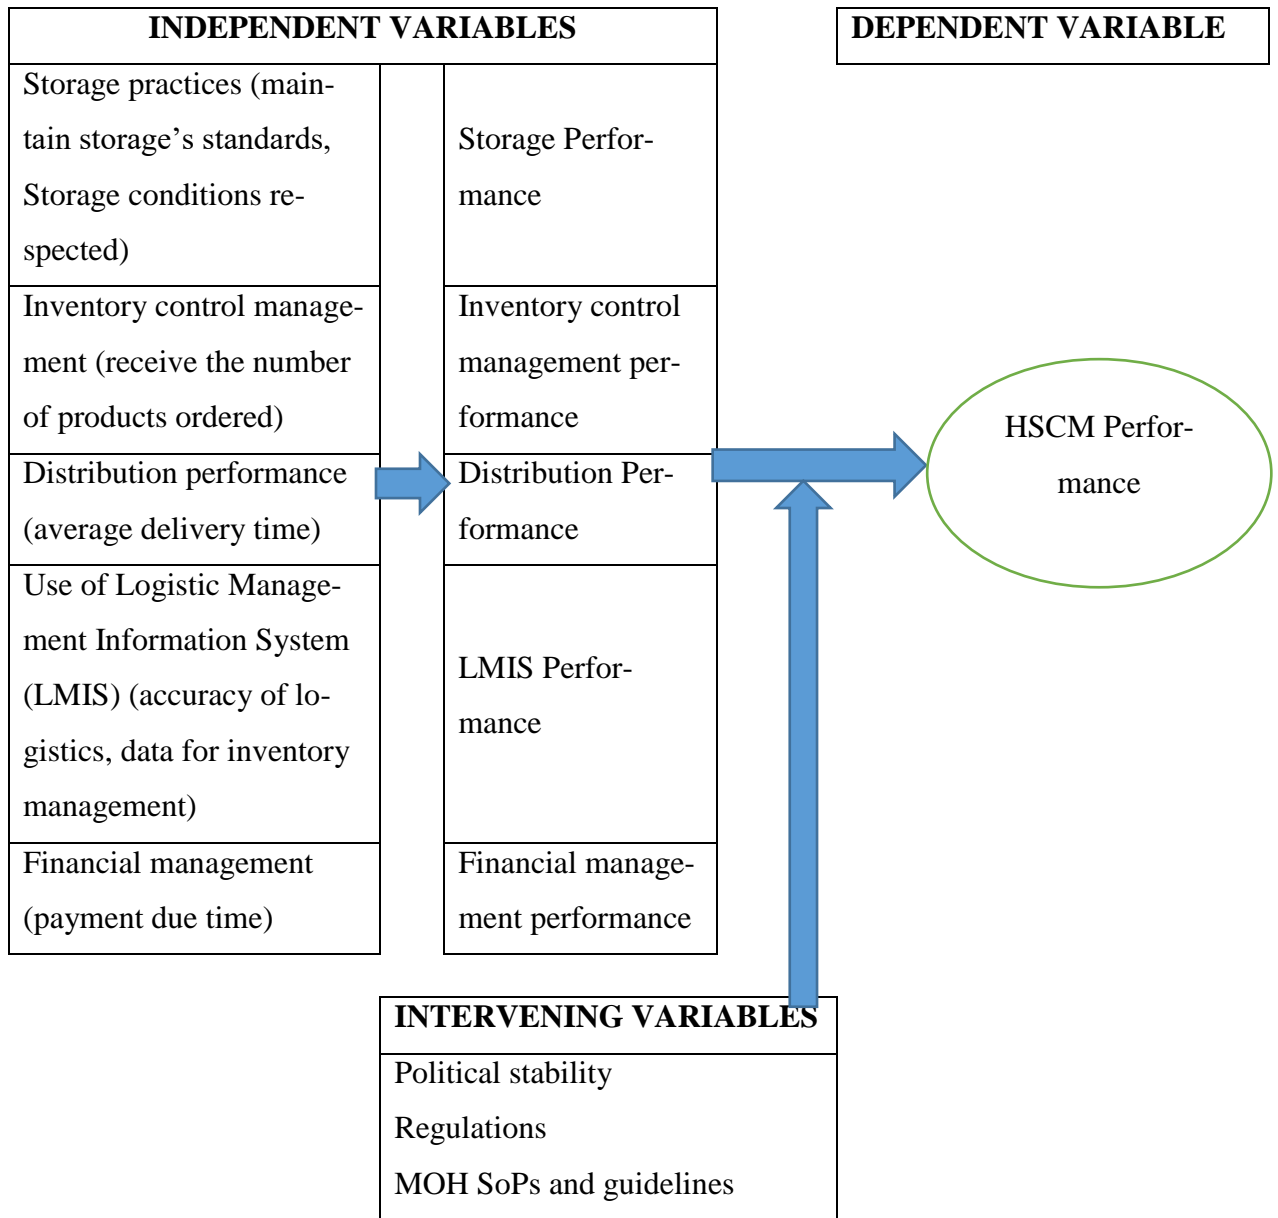 INDEPENDENT VARIABLES
DEPENDENT VARIABLE
Storage practices (main-
tain storage’s standards,
Storage conditions re-
spected)
Storage Perfor-
mance
Inventory control manage-
ment (receive the number
of products ordered)
Inventory control
management per-
formance
Distribution performance
(average delivery time)
Distribution Per-
formance
Use of Logistic Manage-
ment Information System
(LMIS) (accuracy of lo-
gistics, data for inventory
management)
LMIS Perfor-
mance
Financial management
(payment due time)
Financial manage-
ment performance
HSCM Perfor-
mance
INTERVENING VARIABLES
Political stability
Regulations
MOH SoPs and guidelines